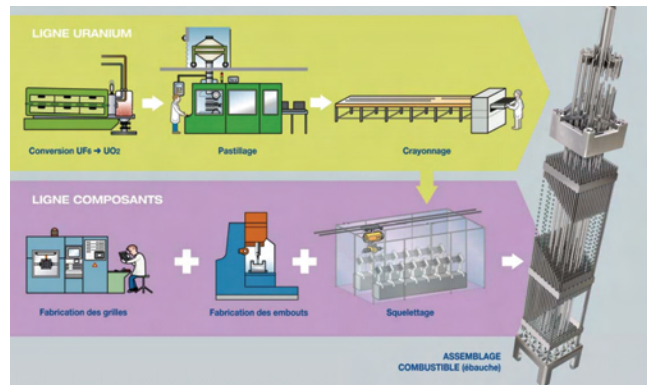 LIGNE URANIUM
Conversion UF6 → UO2
Pastillage
Crayonnage
LIGNE COMPOSANTS
Fabrication des grilles
Fabrication des embouts
Squelettage
ASSEMBLAGE
COMBUSTIBLE (ébauche)